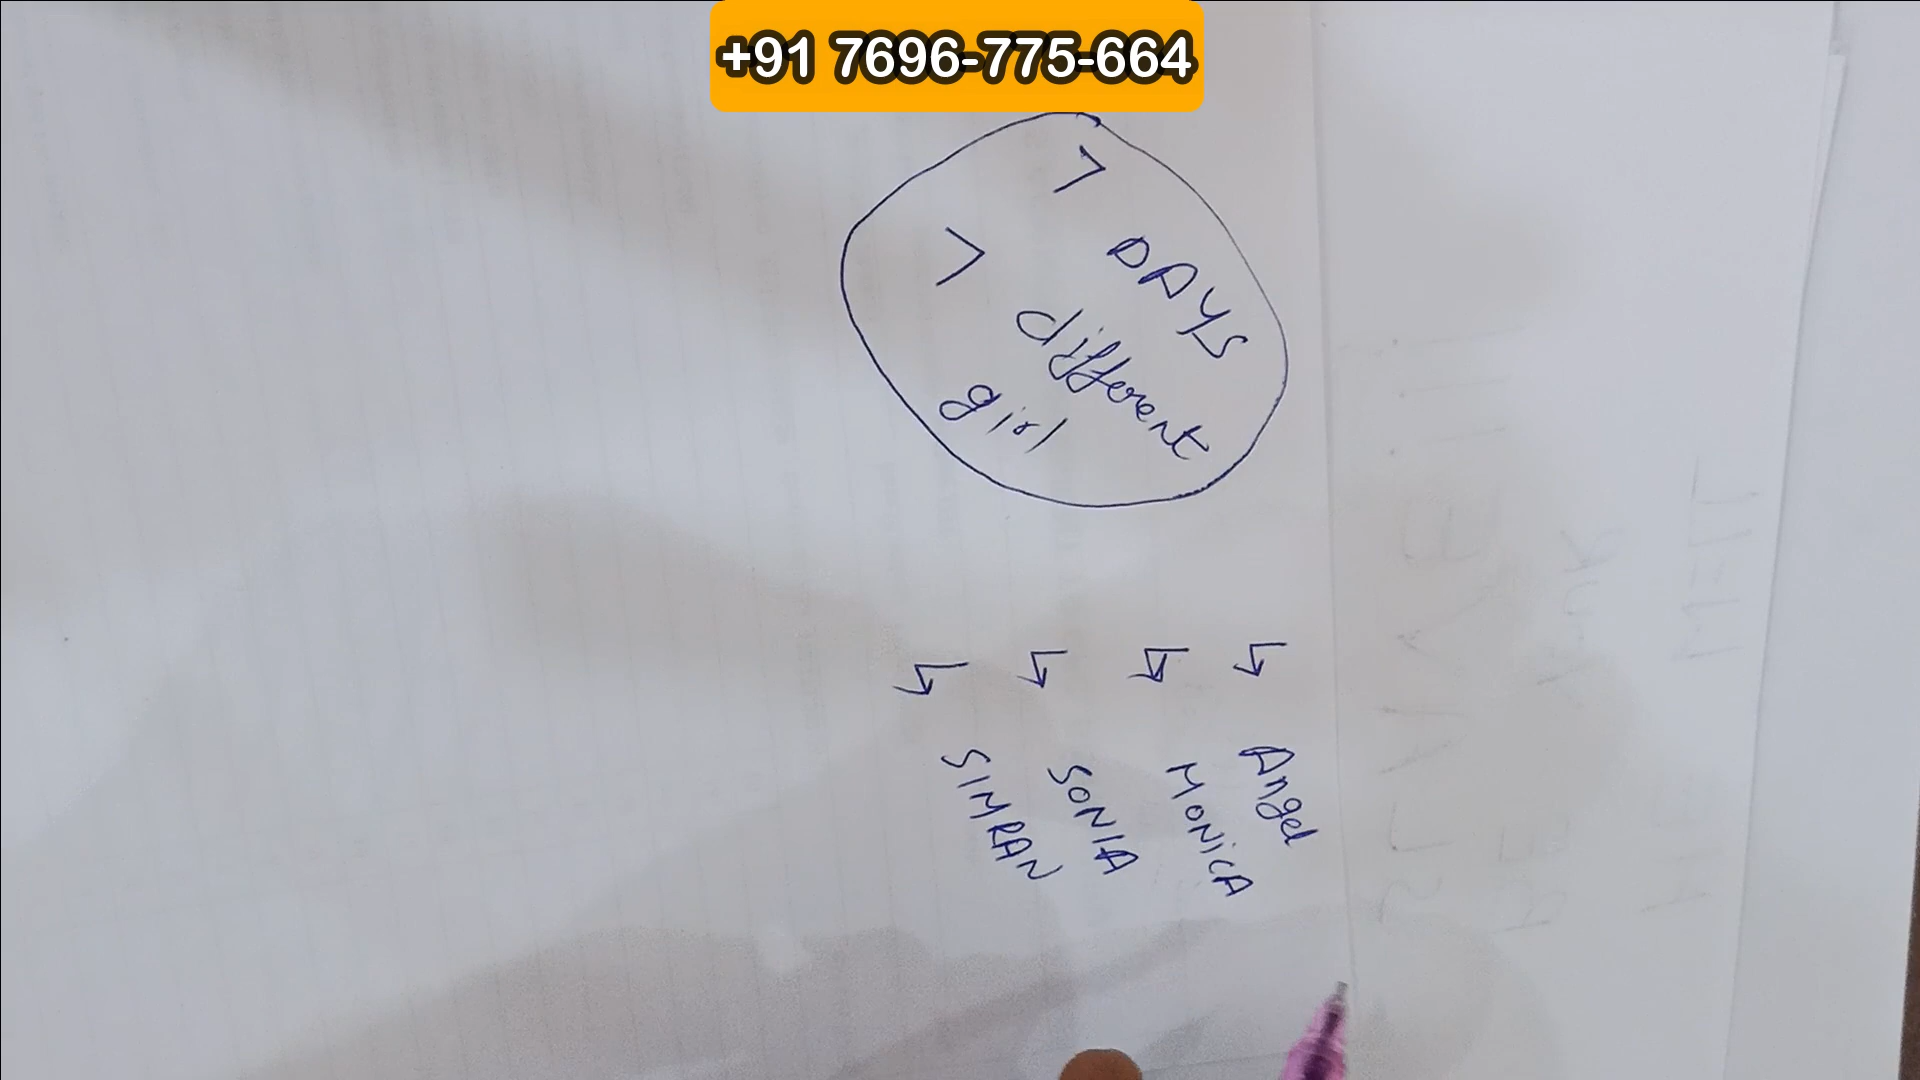 +91 7696-775-664
7 DAYS
7 different
girl
↳ Angel
↳ MONICA
↳ SONIA
↳ SIMRAN